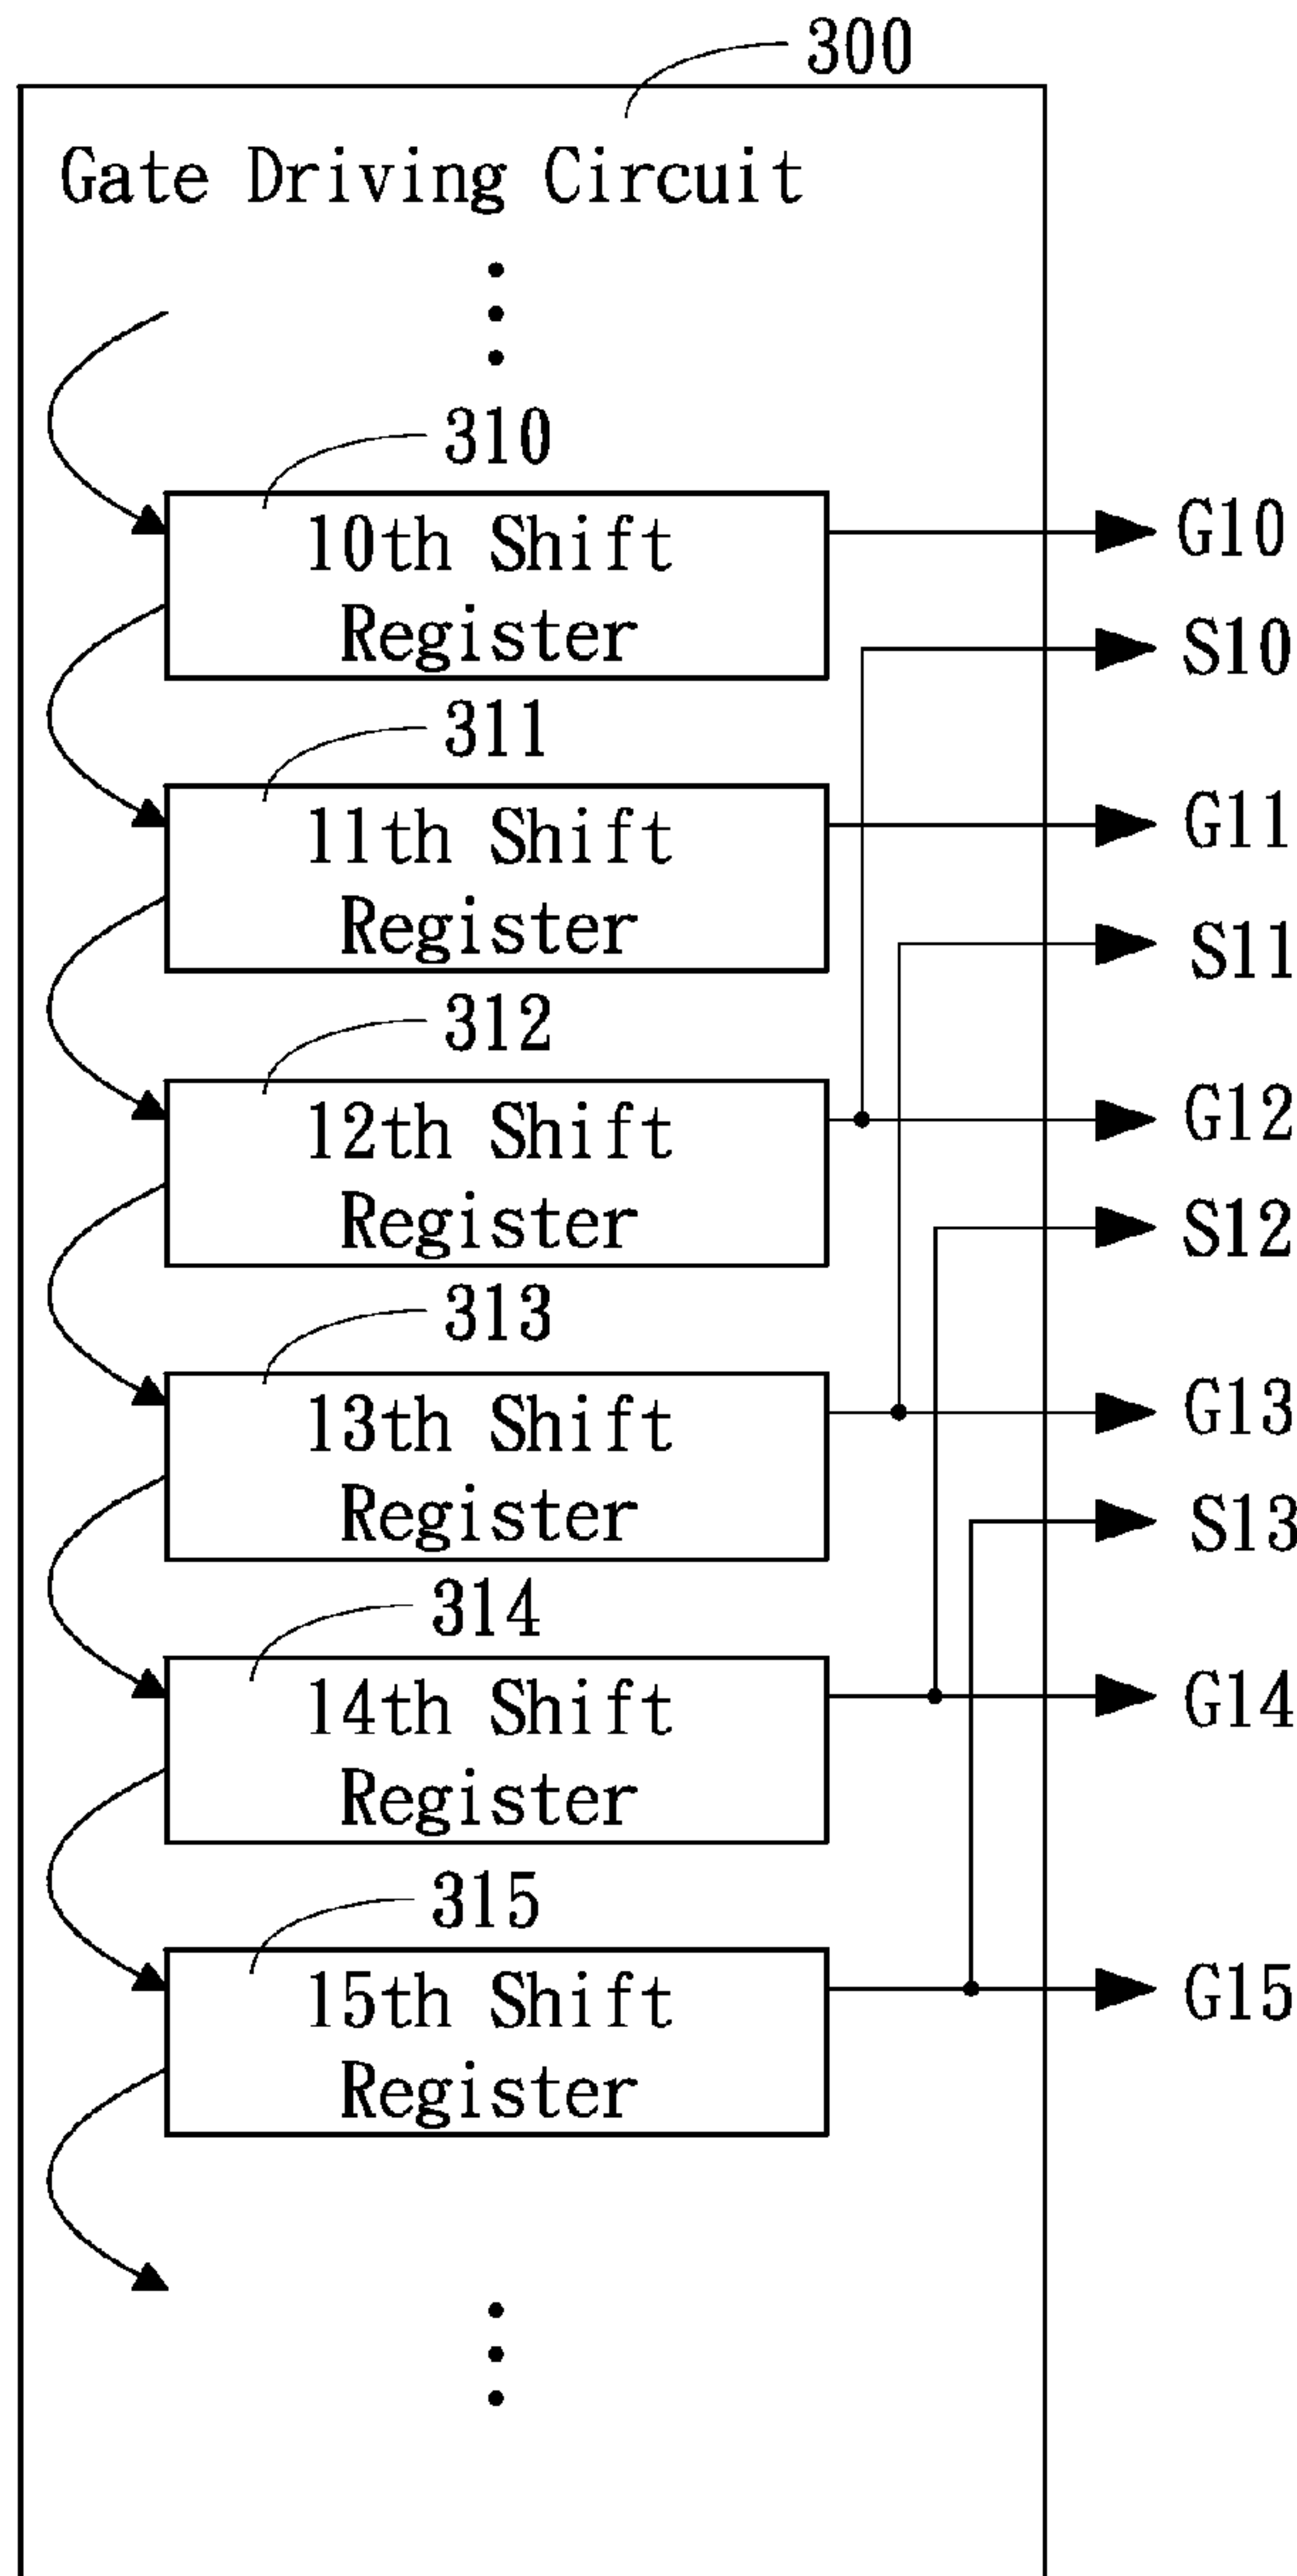 300
Gate Driving Circuit
310
10th Shift
Register
G10
S10
311
11th Shift
Register
G11
S11
312
12th Shift
Register
G12
S12
313
13th Shift
Register
G13
S13
314
14th Shift
Register
G14
315
15th Shift
Register
G15